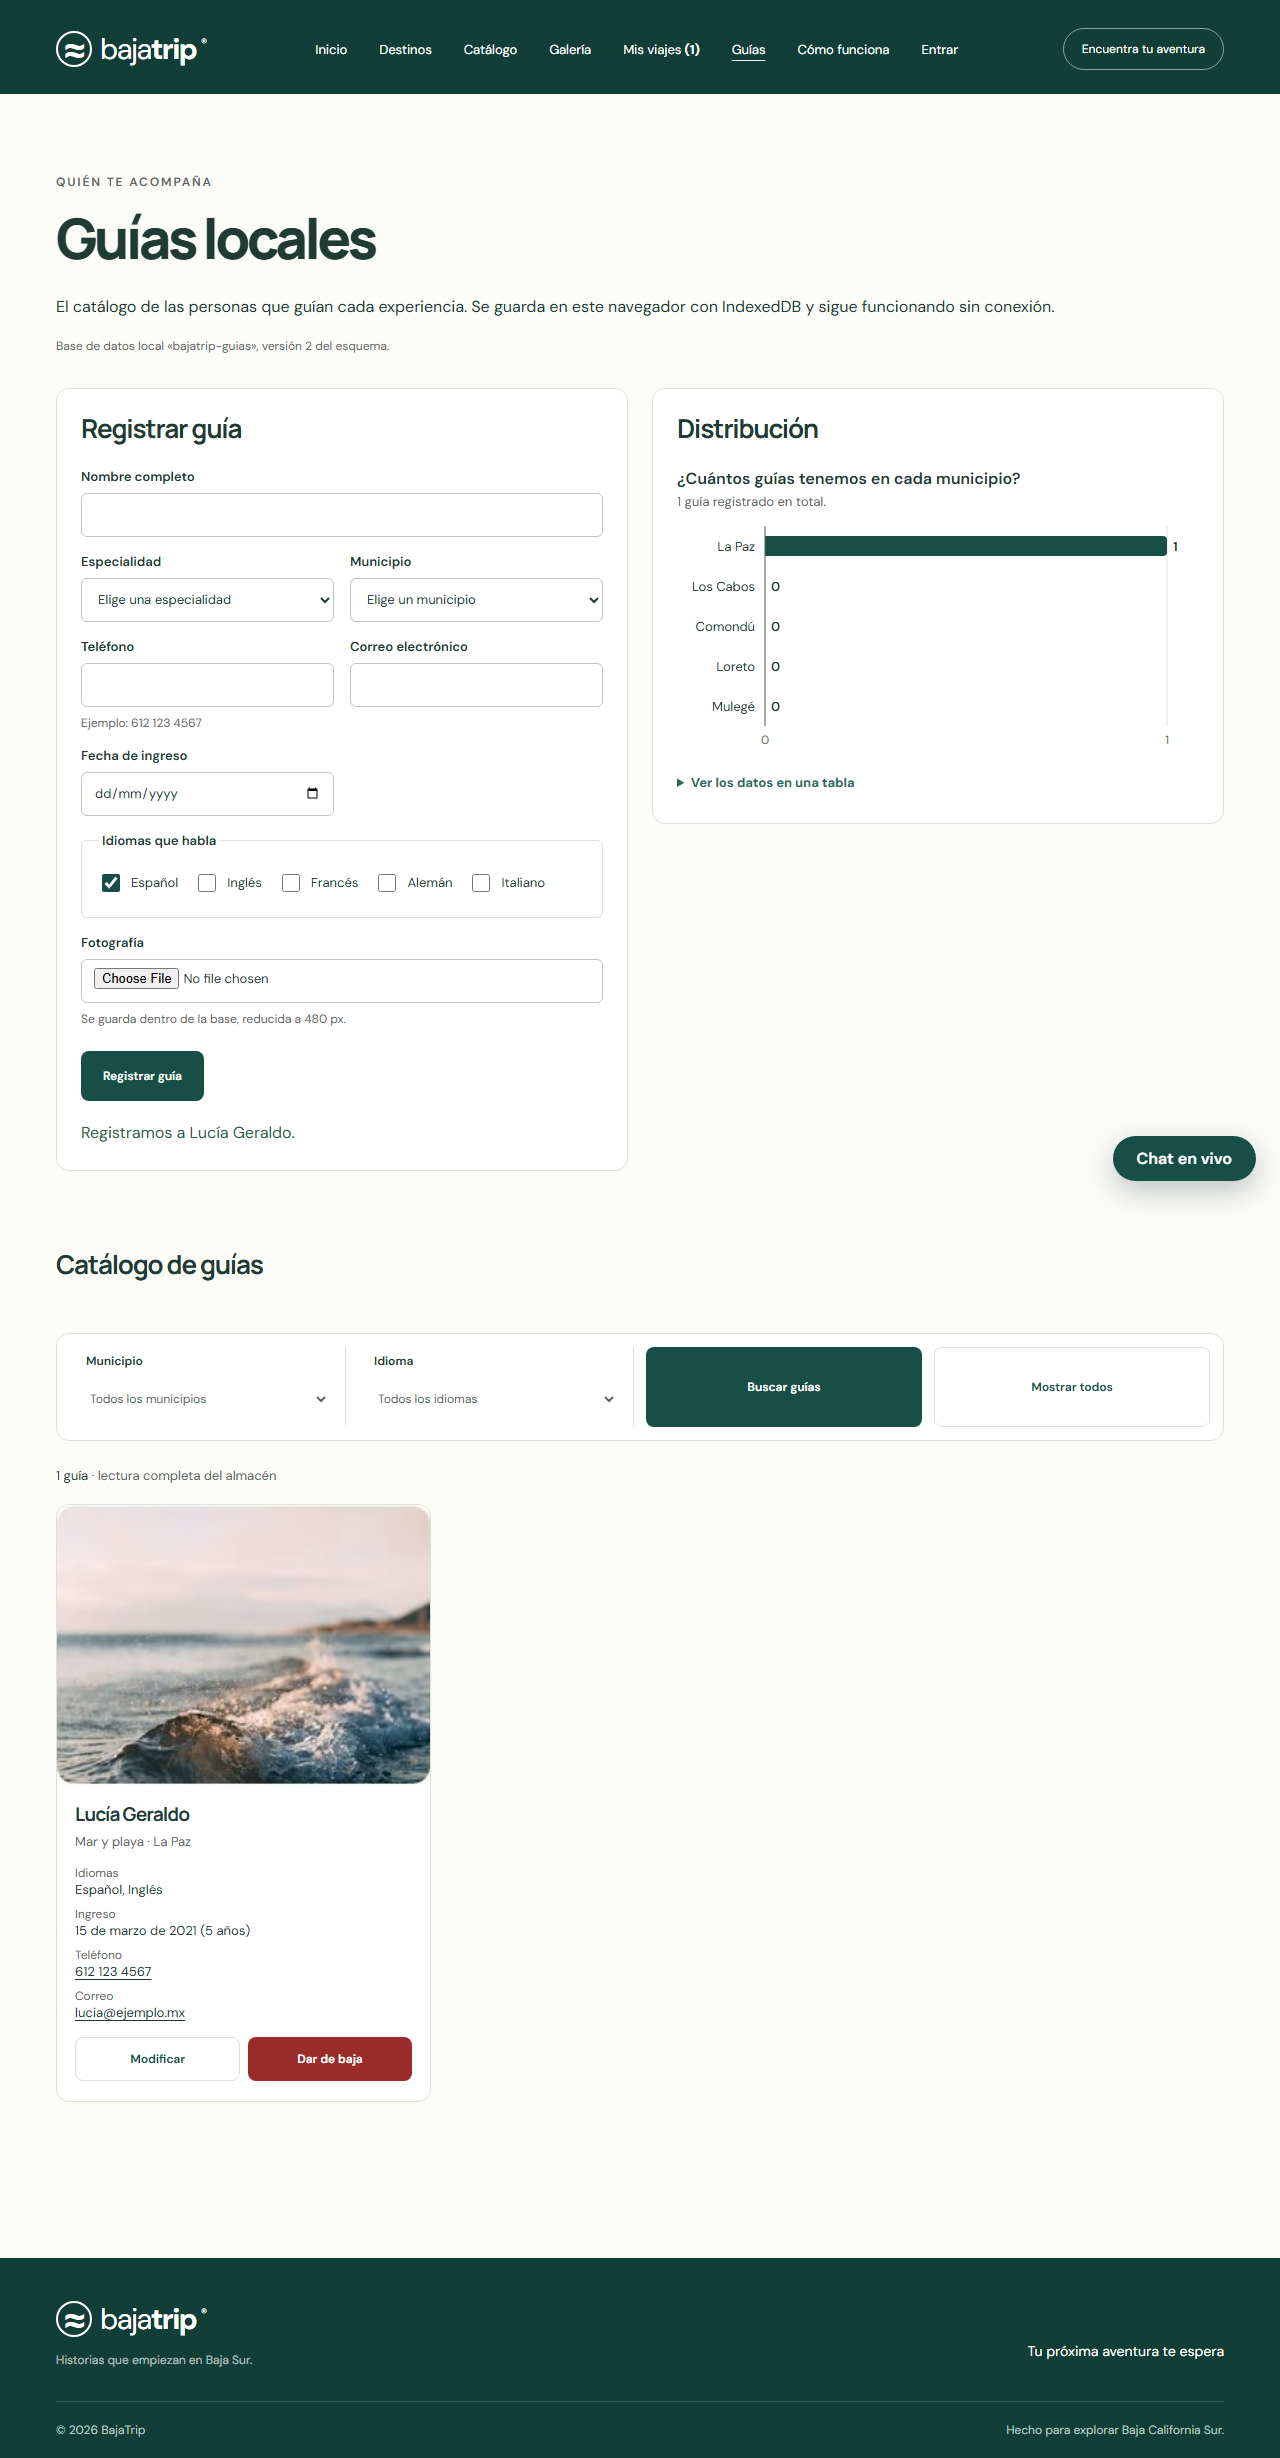 bajatrip®
Inicio
Destinos
Catálogo
Galería
Mis viajes (1)
Guías
Cómo funciona
Entrar
Encuentra tu aventura
QUIÉN TE ACOMPAÑA
Guías locales
El catálogo de las personas que guían cada experiencia. Se guarda en este navegador con IndexedDB y sigue funcionando sin conexión.
Base de datos local «bajatrip-guias», versión 2 del esquema.
Registrar guía
Nombre completo
Especialidad
Municipio
Elige una especialidad
Elige un municipio
Teléfono
Correo electrónico
Ejemplo: 612 123 4567
Fecha de ingreso
dd/mm/yyyy
Idiomas que habla
Español
Inglés
Francés
Alemán
Italiano
Fotografía
Choose File No file chosen
Se guarda dentro de la base, reducida a 480 px.
Registrar guía
Registramos a Lucía Geraldo.
Distribución
¿Cuántos guías tenemos en cada municipio?
1 guía registrado en total.
La Paz 1
Los Cabos 0
Comondú 0
Loreto 0
Mulegé 0
0 1
Ver los datos en una tabla
Chat en vivo
Catálogo de guías
Municipio
Todos los municipios
Idioma
Todos los idiomas
Buscar guías
Mostrar todos
1 guía · lectura completa del almacén
Lucía Geraldo
Mar y playa · La Paz
Idiomas
Español, Inglés
Ingreso
15 de marzo de 2021 (5 años)
Teléfono
612 123 4567
Correo
lucia@ejemplo.mx
Modificar
Dar de baja
bajatrip®
Historias que empiezan en Baja Sur.
Tu próxima aventura te espera
© 2026 BajaTrip
Hecho para explorar Baja California Sur.